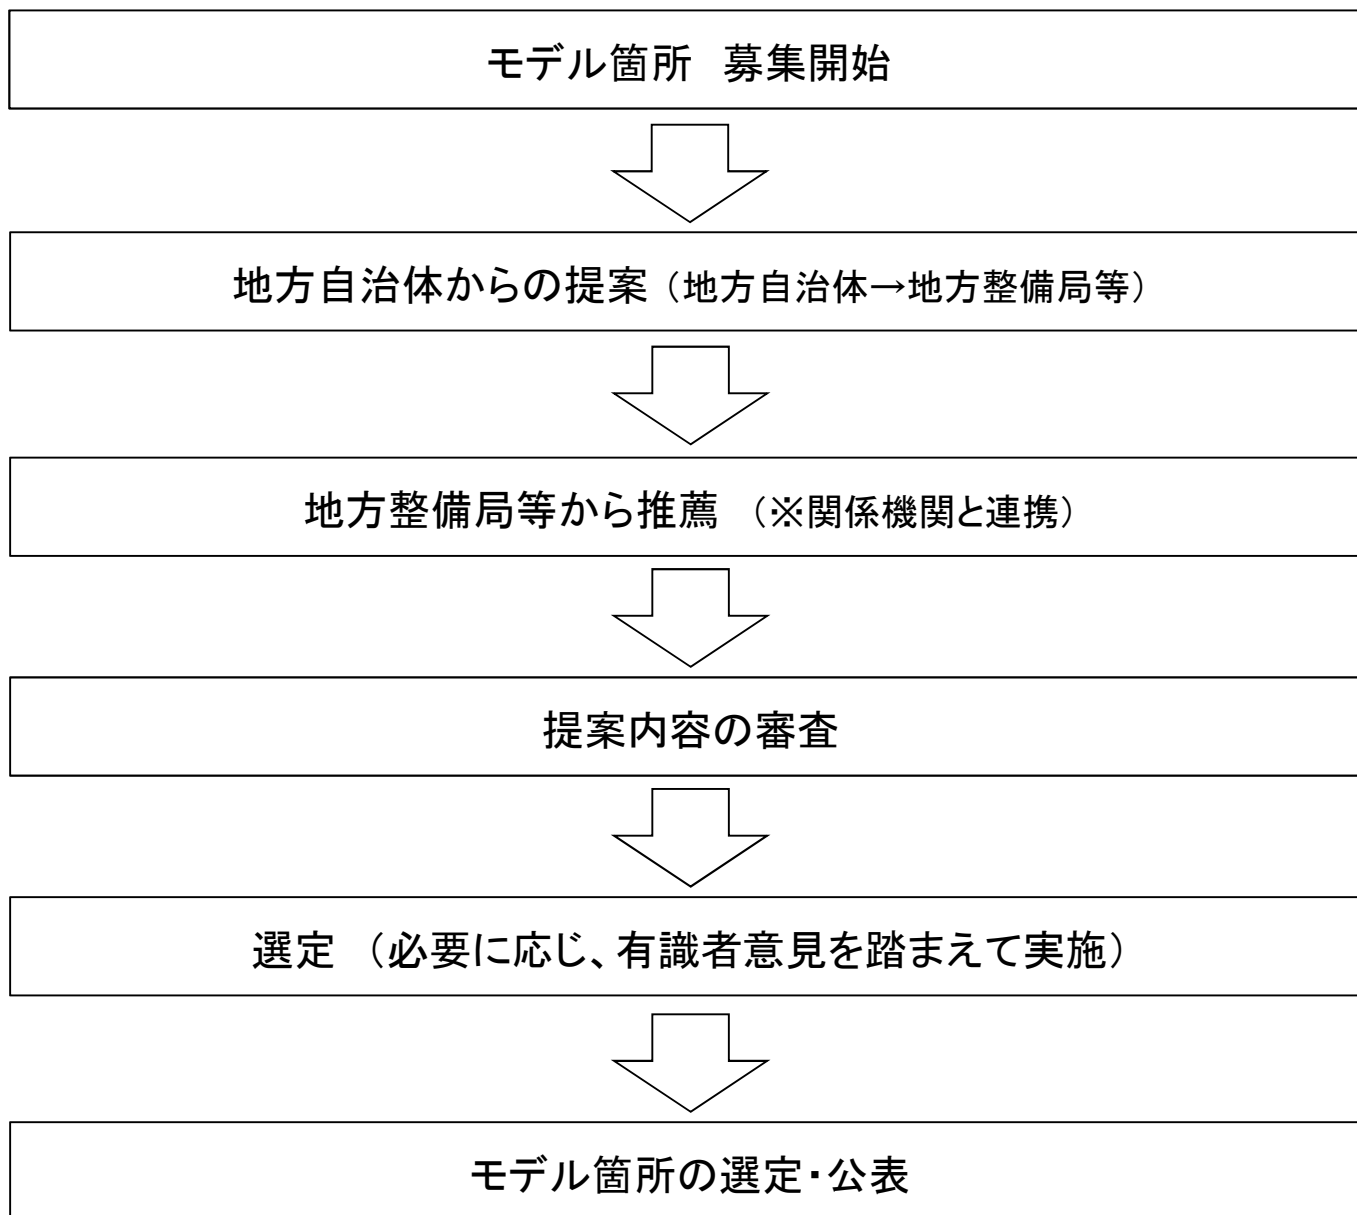 モデル箇所　募集開始
地方自治体からの提案（地方自治体→地方整備局等）
地方整備局等から推薦　（※関係機関と連携）
提案内容の審査
選定　（必要に応じ、有識者意見を踏まえて実施）
モデル箇所の選定・公表